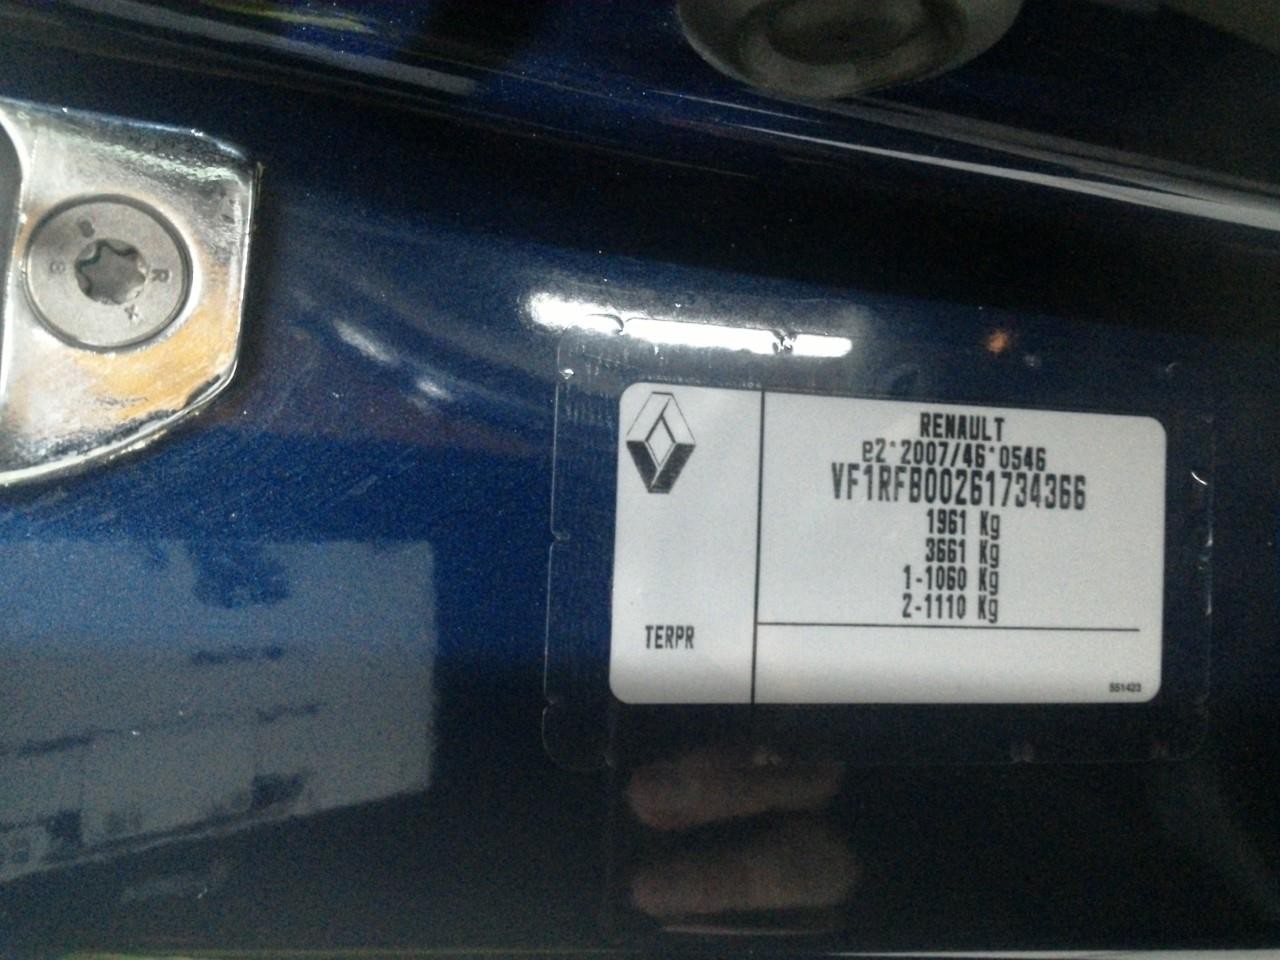 RENAULT
e2*2007/46*0546
VF1RFB00261734366
1961 Kg
3661 Kg
1-1060 Kg
2-1110 Kg
TERPR
551423